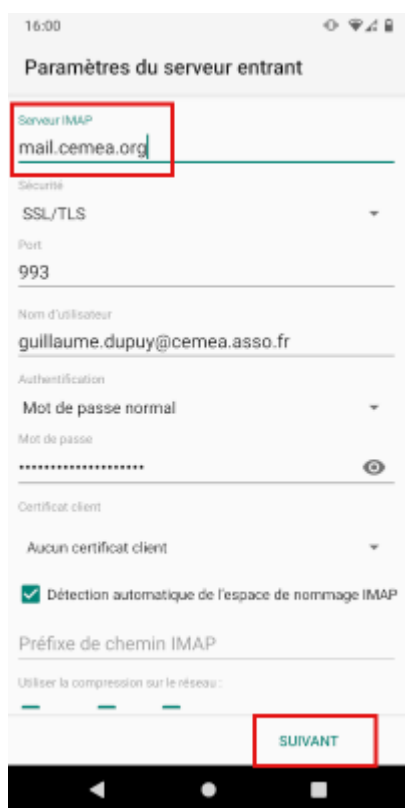 16:00
Paramètres du serveur entrant
Serveur IMAP
mail.cemea.org
Sécurité
SSL/TLS
Port
993
Nom d'utilisateur
guillaume.dupuy@cemea.asso.fr
Authentification
Mot de passe normal
Mot de passe
••••••••••••••••••••
Certificat client
Aucun certificat client
Détection automatique de l'espace de nommage IMAP
Préfixe de chemin IMAP
Utiliser la compression sur le réseau :
SUIVANT